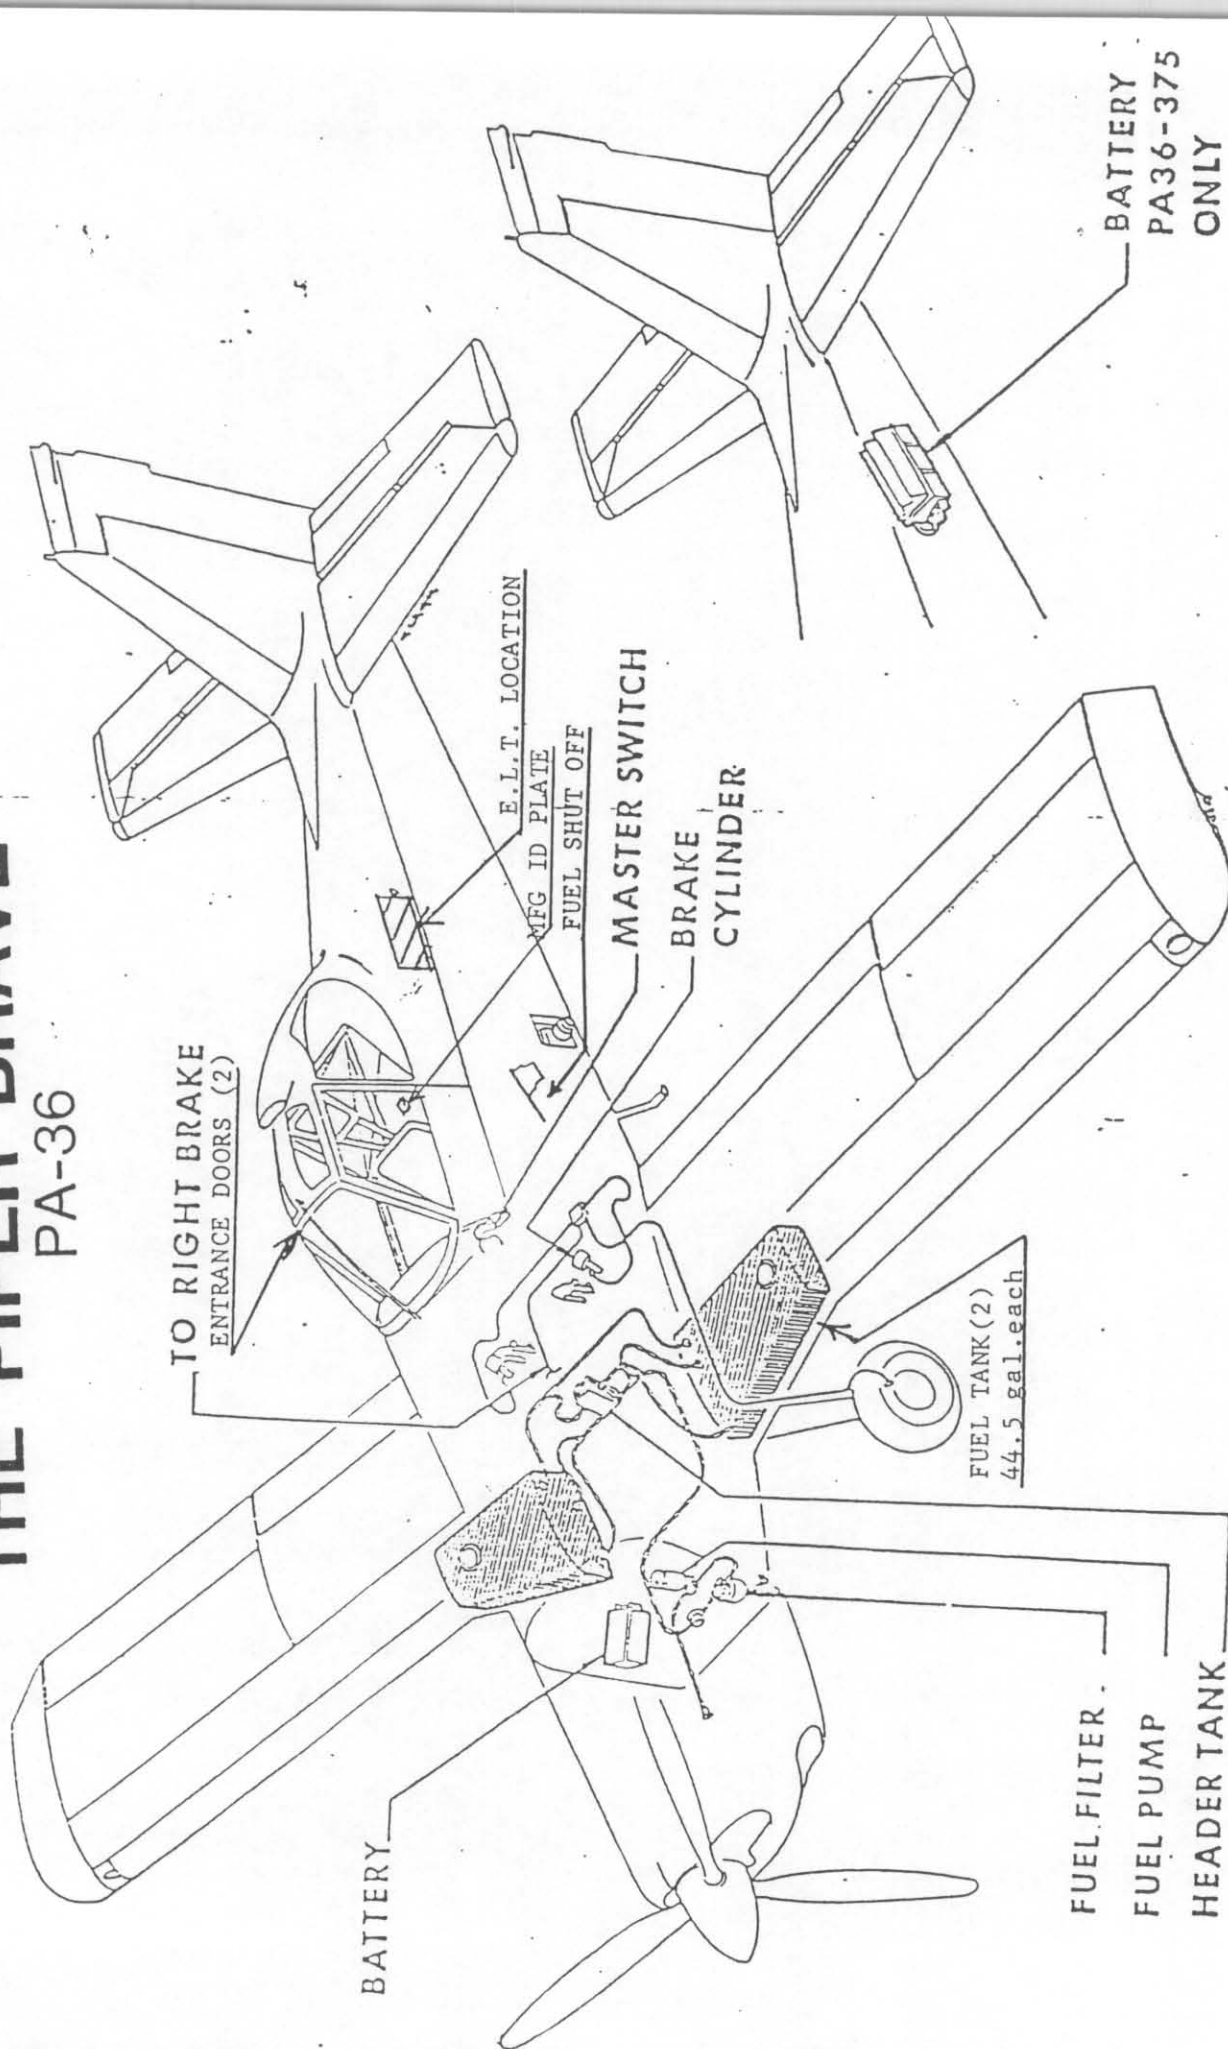 THE PIPER BRAVE
PA-36
TO RIGHT BRAKE
ENTRANCE DOORS (2)
E.L.T. LOCATION
MFG ID PLATE
FUEL SHUT OFF
MASTER SWITCH
BRAKE
CYLINDER
BATTERY
PA36-375
ONLY
BATTERY
FUEL TANK(2)
44.5 gal.each
FUEL FILTER
FUEL PUMP
HEADER TANK